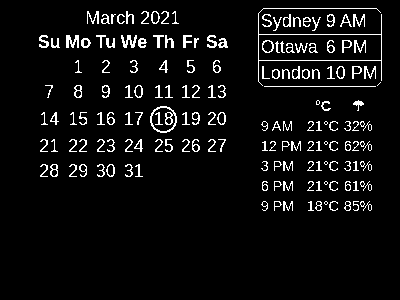 March 2021
Su Mo Tu We Th Fr Sa
1 2 3 4 5 6
7 8 9 10 11 12 13
14 15 16 17 18 19 20
21 22 23 24 25 26 27
28 29 30 31
Sydney 9 AM
Ottawa 6 PM
London 10 PM
°C
9 AM 21°C 32%
12 PM 21°C 62%
3 PM 21°C 31%
6 PM 21°C 61%
9 PM 18°C 85%